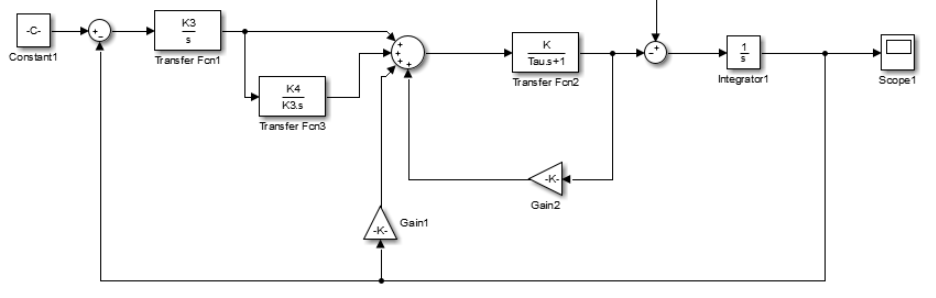 -C-
Constant1
+
−
K3
s
Transfer Fcn1
K4
K3.s
Transfer Fcn3
+
+
+
+
K
Tau.s+1
Transfer Fcn2
−
+
1
s
Integrator1
Scope1
-K-
Gain2
-K-
Gain1